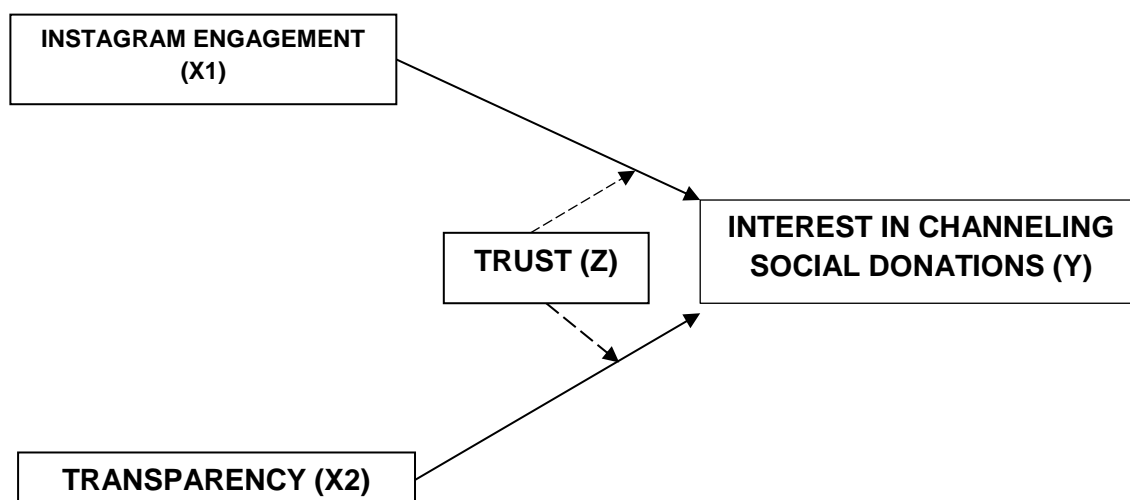 INSTAGRAM ENGAGEMENT
(X1)
INTEREST IN CHANNELING
SOCIAL DONATIONS (Y)
TRUST (Z)
TRANSPARENCY (X2)